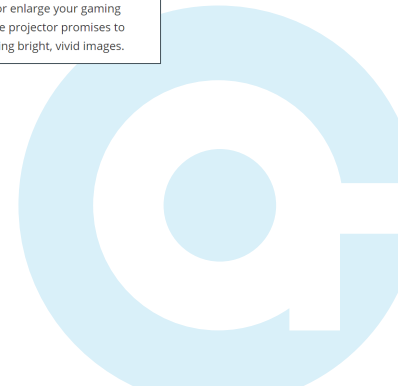 or enlarge your gaming
e projector promises to
ing bright, vivid images.